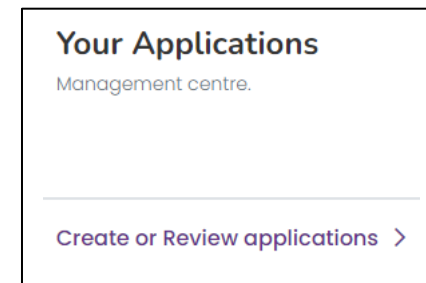 Your Applications
Management centre.
Create or Review applications >